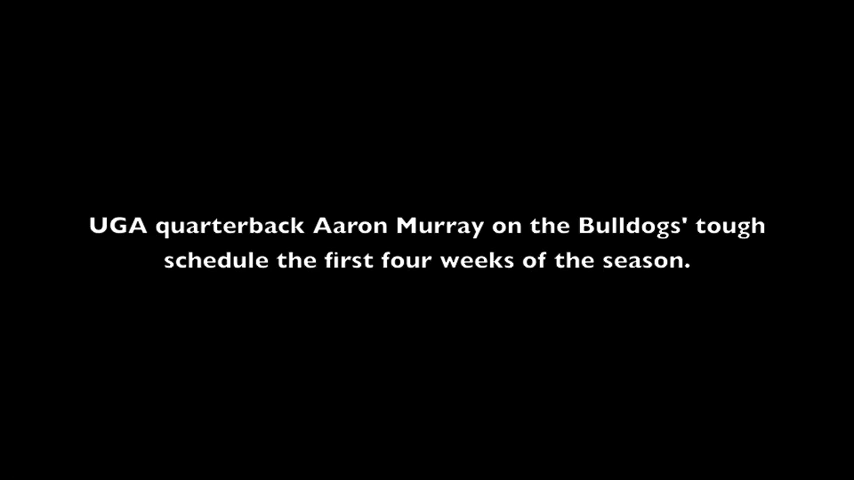 UGA quarterback Aaron Murray on the Bulldogs' tough
schedule the first four weeks of the season.